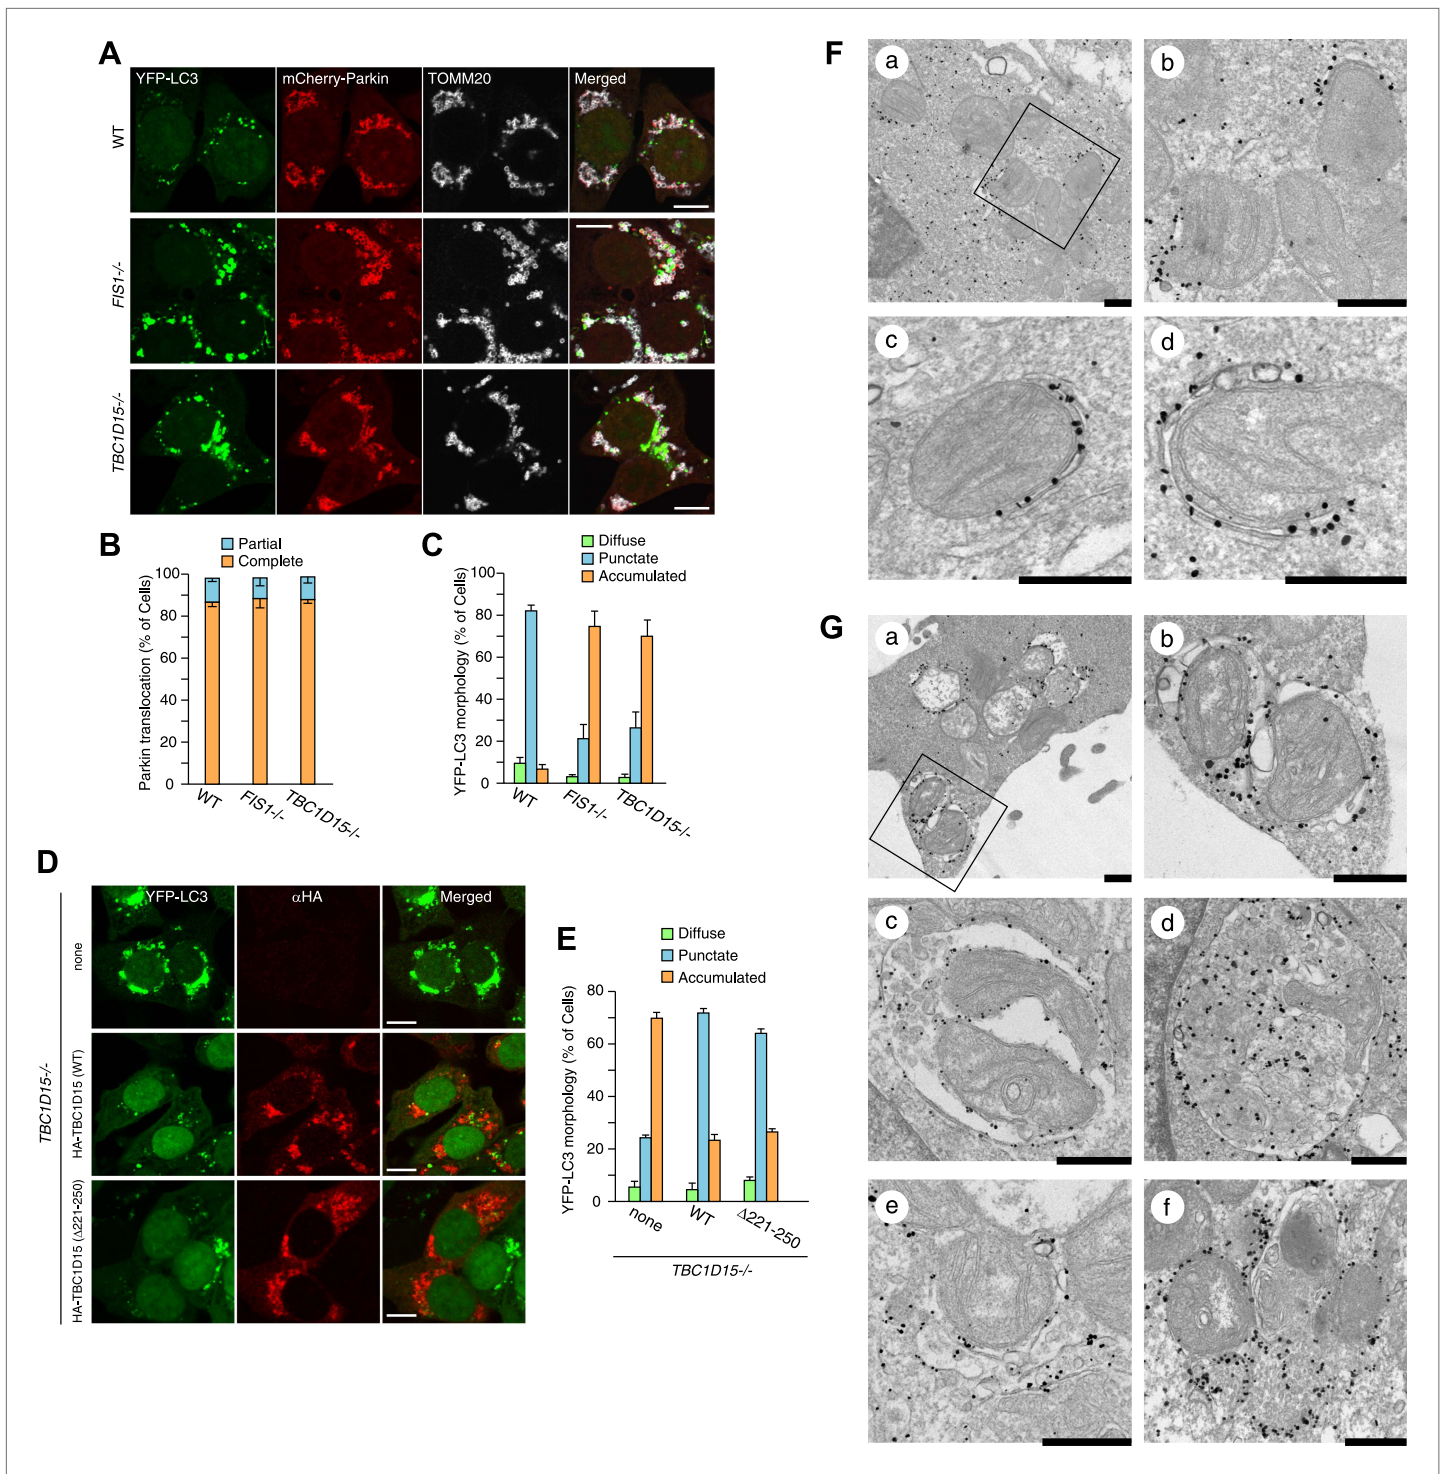 A
YFP-LC3 mCherry-Parkin TOMM20 Merged
WT
FIS1-/-
TBC1D15-/-
B
Partial
Complete
Parkin translocation (% of Cells)
100
80
60
40
20
0
WT FIS1-/- TBC1D15-/-
C
Diffuse
Punctate
Accumulated
YFP-LC3 morphology (% of Cells)
100
80
60
40
20
0
WT FIS1-/- TBC1D15-/-
D
YFP-LC3 αHA Merged
TBC1D15-/-
none
HA-TBC1D15 (WT)
HA-TBC1D15 (Δ221-250)
E
Diffuse
Punctate
Accumulated
YFP-LC3 morphology (% of Cells)
80
60
40
20
0
none WT Δ221-250
TBC1D15-/-
F
a b
c d
G
a b
c d
e f